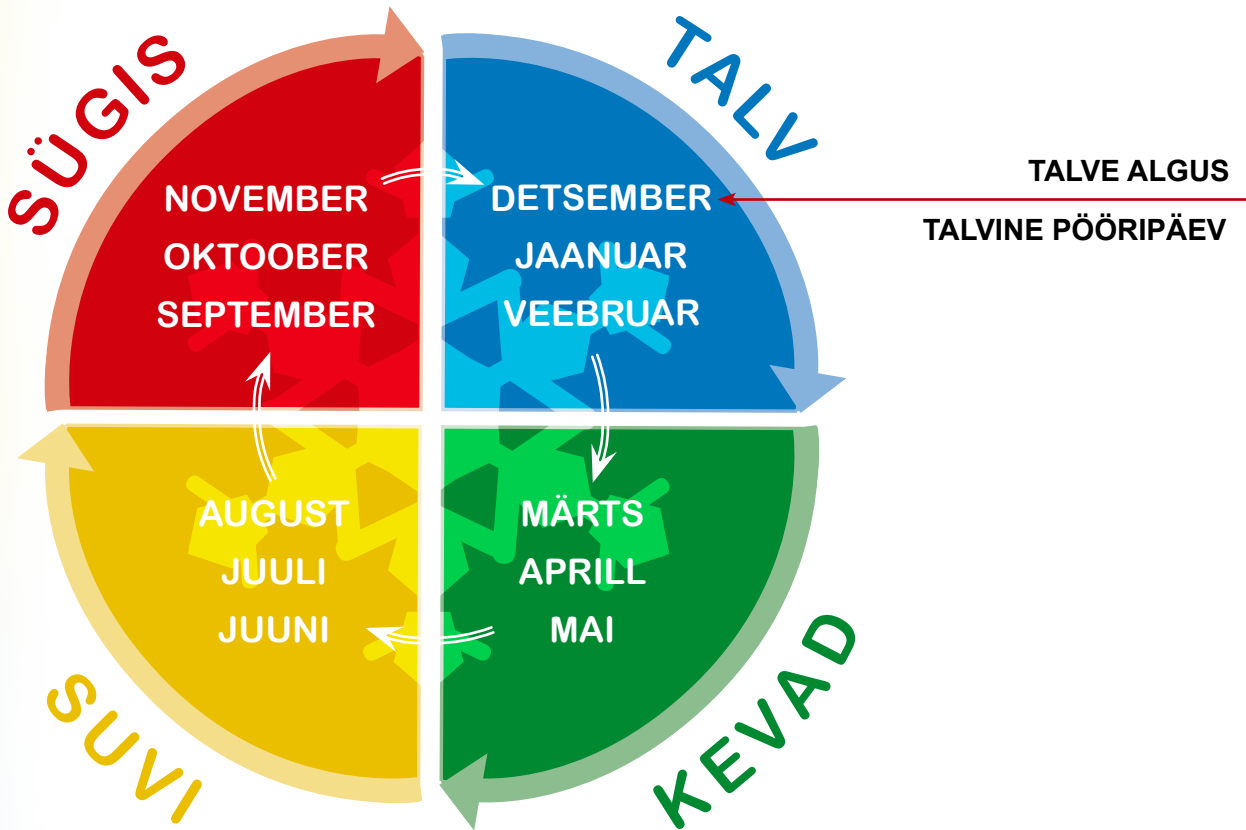 SÜGIS
NOVEMBER
OKTOOBER
SEPTEMBER
TALV
DETSEMBER
JAANUAR
VEEBRUAR
TALVE ALGUS
TALVINE PÖÖRIPÄEV
SUVI
AUGUST
JUULI
JUUNI
KEVAD
MÄRTS
APRILL
MAI